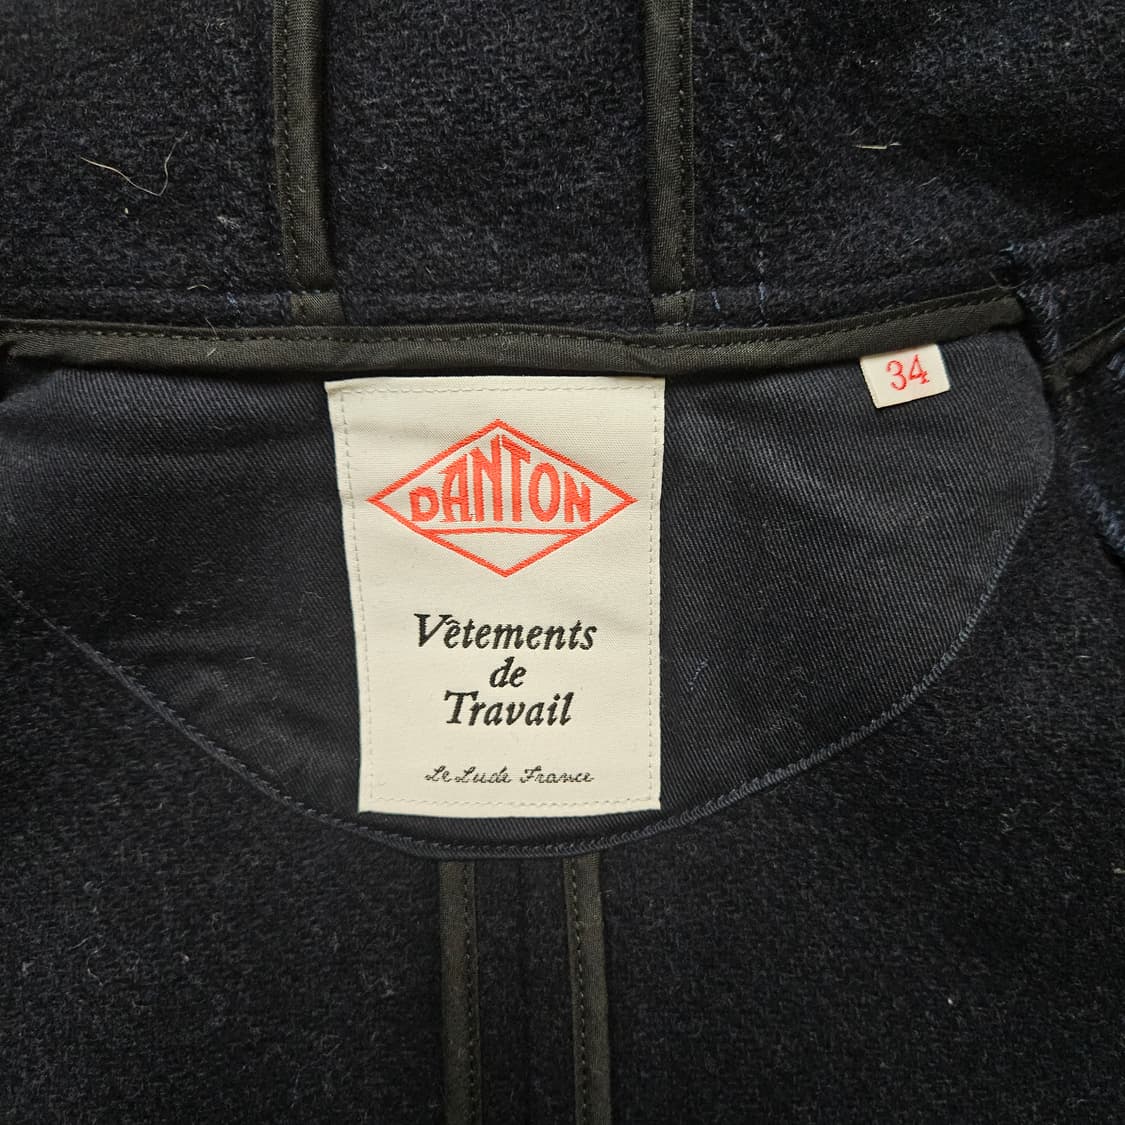 34
DANTON
Vêtements
de
Travail
Le Lude France